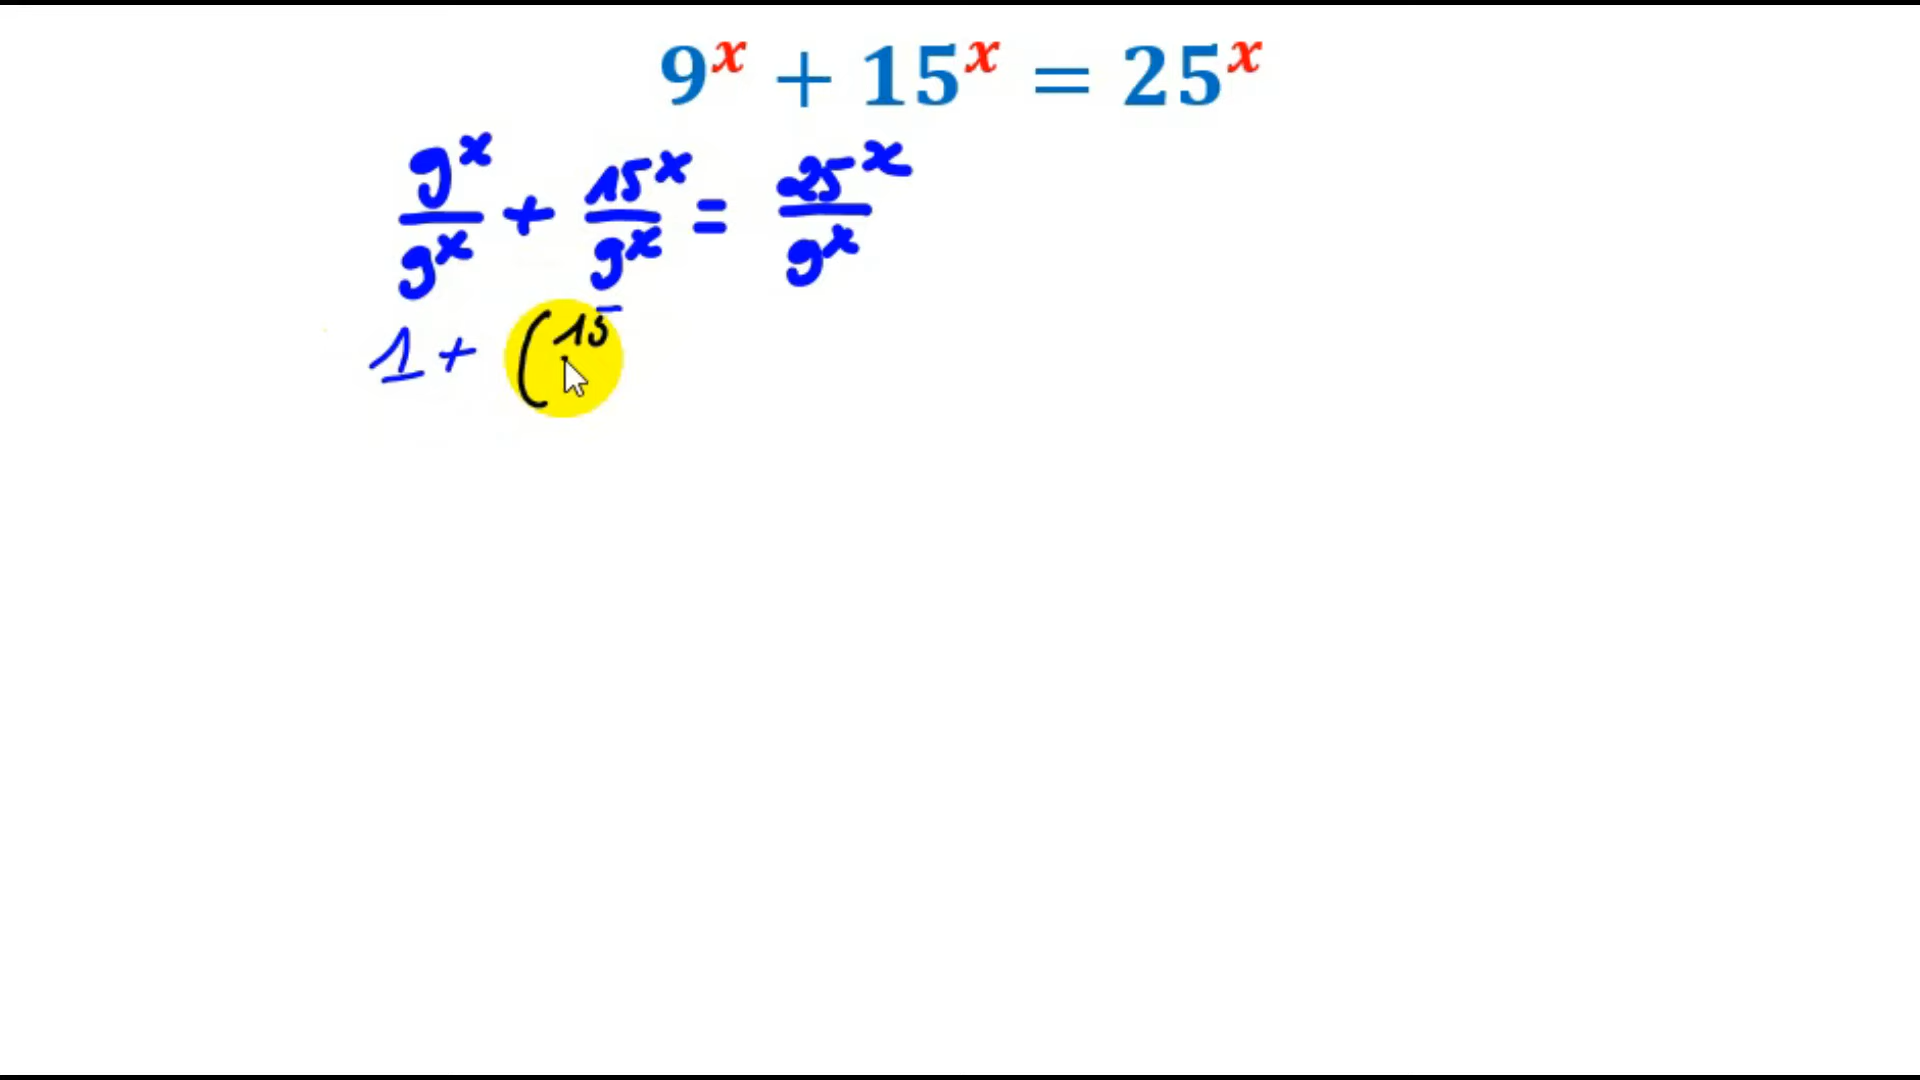 9^x + 15^x = 25^x
9^x/9^x + 15^x/9^x = 25^x/9^x
1 + (15